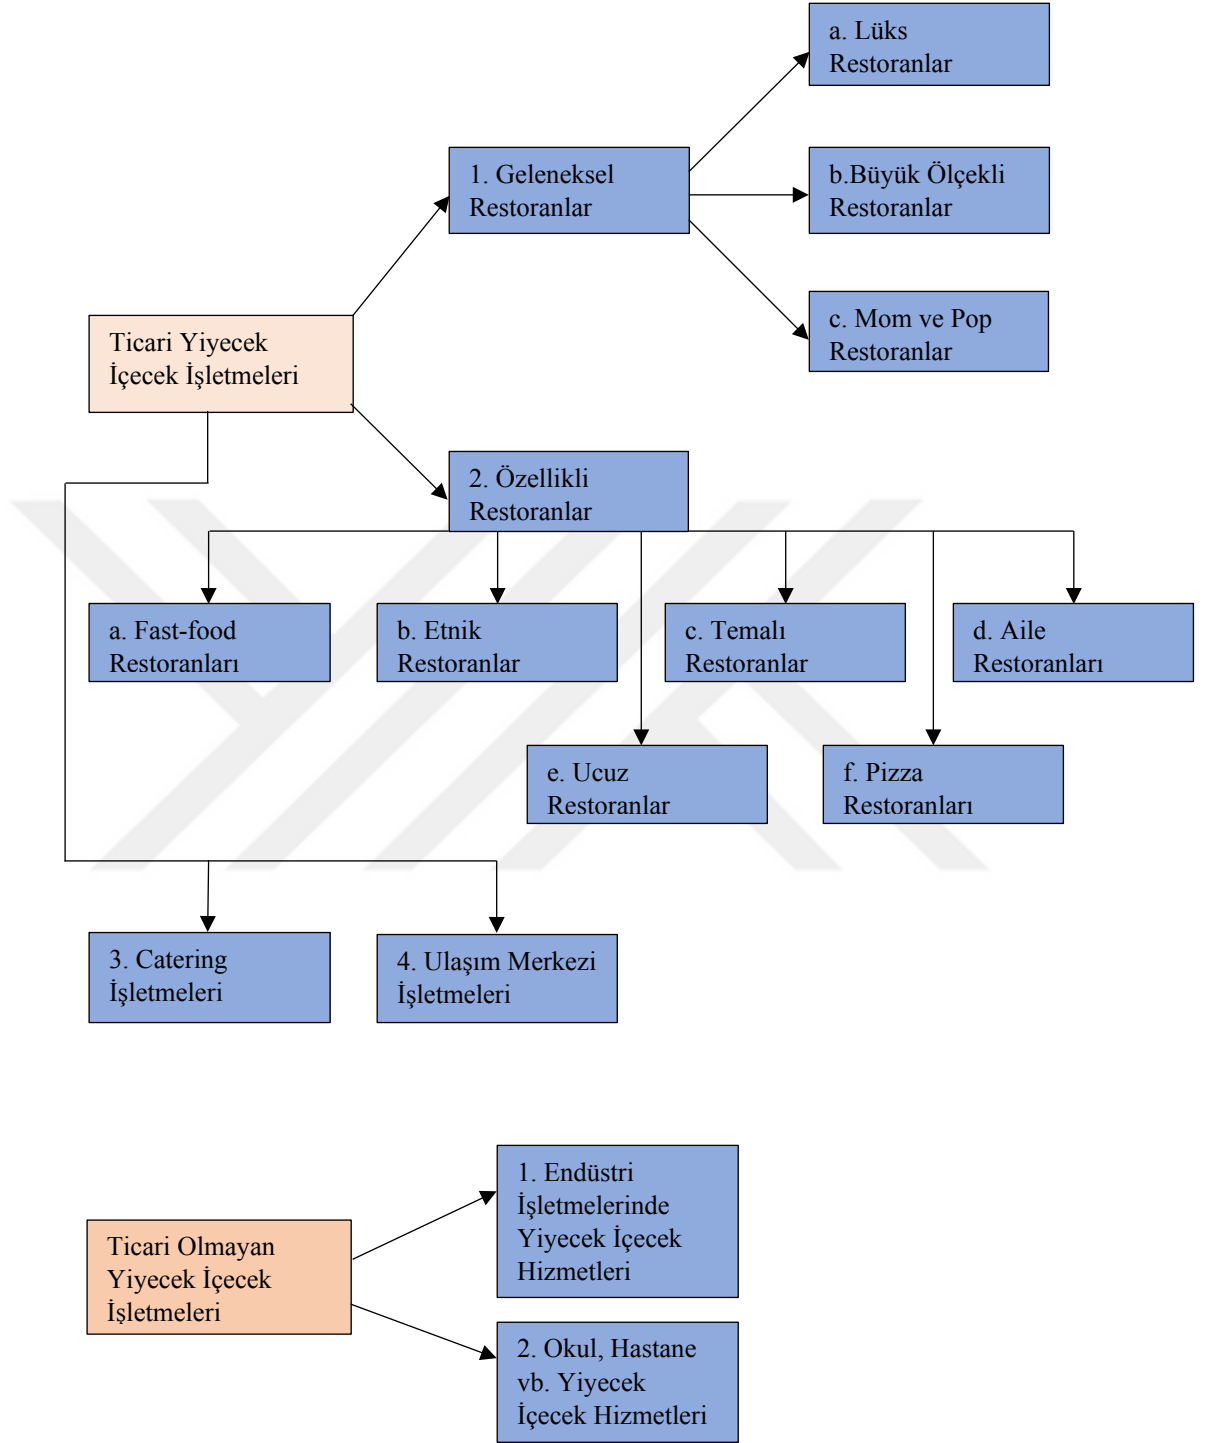 a. Lüks
Restoranlar
1. Geleneksel
Restoranlar
b.Büyük Ölçekli
Restoranlar
c. Mom ve Pop
Restoranlar
Ticari Yiyecek
İçecek İşletmeleri
2. Özellikli
Restoranlar
a. Fast-food
Restoranları
b. Etnik
Restoranlar
c. Temalı
Restoranlar
d. Aile
Restoranları
e. Ucuz
Restoranlar
f. Pizza
Restoranları
3. Catering
İşletmeleri
4. Ulaşım Merkezi
İşletmeleri
1. Endüstri
İşletmelerinde
Yiyecek İçecek
Hizmetleri
Ticari Olmayan
Yiyecek İçecek
İşletmeleri
2. Okul, Hastane
vb. Yiyecek
İçecek Hizmetleri